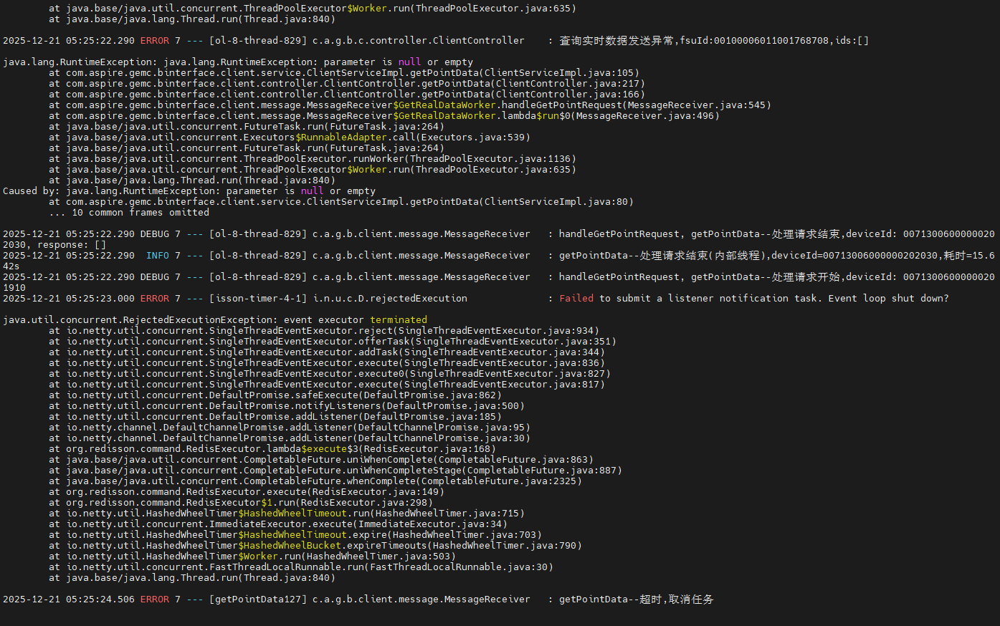 at java.base/java.util.concurrent.ThreadPoolExecutor$Worker.run(ThreadPoolExecutor.java:635)
at java.base/java.lang.Thread.run(Thread.java:840)
2025-12-21 05:25:22.290 ERROR 7 --- [ol-8-thread-829] c.a.g.b.c.controller.ClientController    : 查询实时数据发送异常,fsuId:00100006011001768708,ids:[]
java.lang.RuntimeException: java.lang.RuntimeException: parameter is null or empty
at com.aspire.gemc.binterface.client.service.ClientServiceImpl.getPointData(ClientServiceImpl.java:105)
at com.aspire.gemc.binterface.client.controller.ClientController.getPointData(ClientController.java:217)
at com.aspire.gemc.binterface.client.controller.ClientController.getPointData(ClientController.java:166)
at com.aspire.gemc.binterface.client.message.MessageReceiver$GetRealDataWorker.handleGetPointRequest(MessageReceiver.java:545)
at com.aspire.gemc.binterface.client.message.MessageReceiver$GetRealDataWorker.lambda$run$0(MessageReceiver.java:496)
at java.base/java.util.concurrent.FutureTask.run(FutureTask.java:264)
at java.base/java.util.concurrent.Executors$RunnableAdapter.call(Executors.java:539)
at java.base/java.util.concurrent.FutureTask.run(FutureTask.java:264)
at java.base/java.util.concurrent.ThreadPoolExecutor.runWorker(ThreadPoolExecutor.java:1136)
at java.base/java.util.concurrent.ThreadPoolExecutor$Worker.run(ThreadPoolExecutor.java:635)
at java.base/java.lang.Thread.run(Thread.java:840)
Caused by: java.lang.RuntimeException: parameter is null or empty
at com.aspire.gemc.binterface.client.service.ClientServiceImpl.getPointData(ClientServiceImpl.java:80)
... 10 common frames omitted
2025-12-21 05:25:22.290 DEBUG 7 --- [ol-8-thread-829] c.a.g.b.client.message.MessageReceiver   : handleGetPointRequest, getPointData--处理请求结束,deviceId: 0071300600000020
2030, response: []
2025-12-21 05:25:22.290  INFO 7 --- [ol-8-thread-829] c.a.g.b.client.message.MessageReceiver   : getPointData--处理请求结束(内部线程),deviceId=00713006000000202030,耗时=15.6
42s
2025-12-21 05:25:22.290 DEBUG 7 --- [ol-8-thread-829] c.a.g.b.client.message.MessageReceiver   : handleGetPointRequest, getPointData--处理请求开始,deviceId: 0071300600000020
1910
2025-12-21 05:25:23.000 ERROR 7 --- [isson-timer-4-1] i.n.u.c.D.rejectedExecution              : Failed to submit a listener notification task. Event loop shut down?
java.util.concurrent.RejectedExecutionException: event executor terminated
at io.netty.util.concurrent.SingleThreadEventExecutor.reject(SingleThreadEventExecutor.java:934)
at io.netty.util.concurrent.SingleThreadEventExecutor.offerTask(SingleThreadEventExecutor.java:351)
at io.netty.util.concurrent.SingleThreadEventExecutor.addTask(SingleThreadEventExecutor.java:344)
at io.netty.util.concurrent.SingleThreadEventExecutor.execute(SingleThreadEventExecutor.java:836)
at io.netty.util.concurrent.SingleThreadEventExecutor.execute0(SingleThreadEventExecutor.java:827)
at io.netty.util.concurrent.SingleThreadEventExecutor.execute(SingleThreadEventExecutor.java:817)
at io.netty.util.concurrent.DefaultPromise.safeExecute(DefaultPromise.java:862)
at io.netty.util.concurrent.DefaultPromise.notifyListeners(DefaultPromise.java:500)
at io.netty.util.concurrent.DefaultPromise.addListener(DefaultPromise.java:185)
at io.netty.channel.DefaultChannelPromise.addListener(DefaultChannelPromise.java:95)
at io.netty.channel.DefaultChannelPromise.addListener(DefaultChannelPromise.java:30)
at org.redisson.command.RedisExecutor.lambda$execute$3(RedisExecutor.java:168)
at java.base/java.util.concurrent.CompletableFuture.uniWhenComplete(CompletableFuture.java:863)
at java.base/java.util.concurrent.CompletableFuture.uniWhenCompleteStage(CompletableFuture.java:887)
at java.base/java.util.concurrent.CompletableFuture.whenComplete(CompletableFuture.java:2325)
at org.redisson.command.RedisExecutor.execute(RedisExecutor.java:149)
at org.redisson.command.RedisExecutor$1.run(RedisExecutor.java:298)
at io.netty.util.HashedWheelTimer$HashedWheelTimeout.run(HashedWheelTimer.java:715)
at io.netty.util.concurrent.ImmediateExecutor.execute(ImmediateExecutor.java:34)
at io.netty.util.HashedWheelTimer$HashedWheelTimeout.expire(HashedWheelTimer.java:703)
at io.netty.util.HashedWheelTimer$HashedWheelBucket.expireTimeouts(HashedWheelTimer.java:790)
at io.netty.util.HashedWheelTimer$Worker.run(HashedWheelTimer.java:503)
at io.netty.util.concurrent.FastThreadLocalRunnable.run(FastThreadLocalRunnable.java:30)
at java.base/java.lang.Thread.run(Thread.java:840)
2025-12-21 05:25:24.506 ERROR 7 --- [getPointData127] c.a.g.b.client.message.MessageReceiver   : getPointData--超时,取消任务